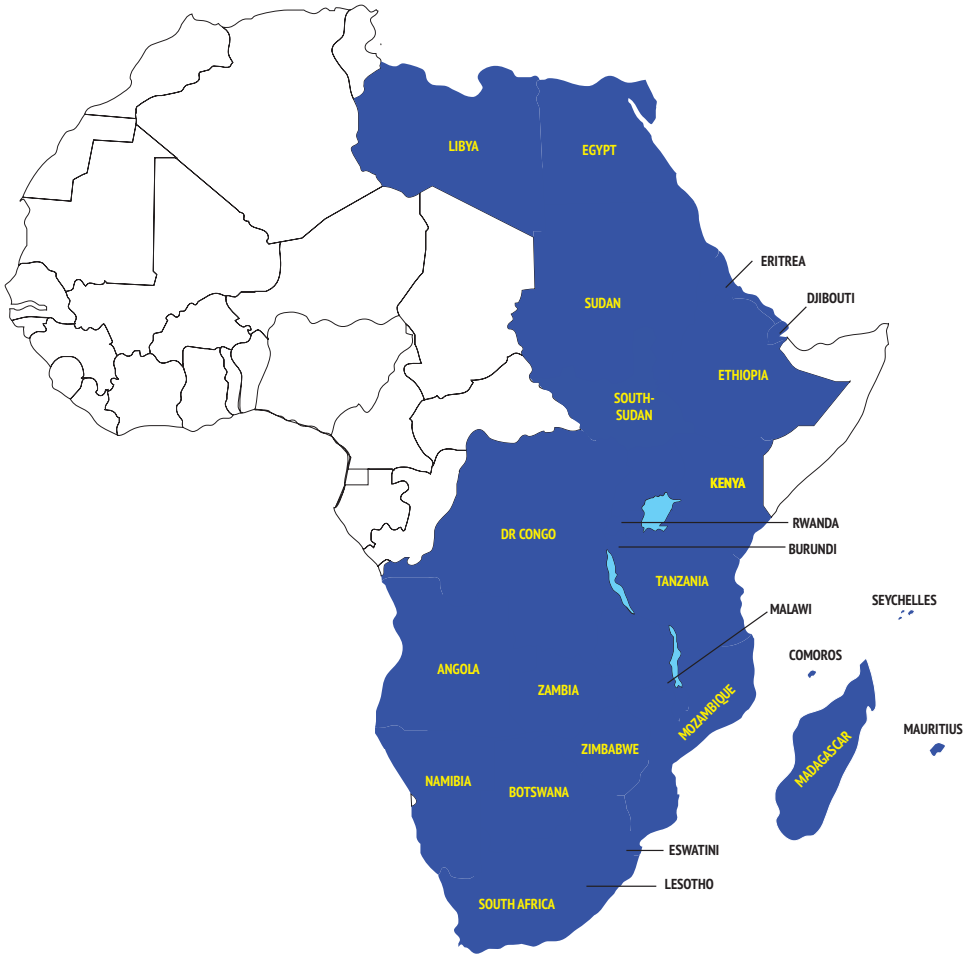 LIBYA
EGYPT
ERITREA
SUDAN
DJIBOUTI
ETHIOPIA
SOUTH-
SUDAN
KENYA
RWANDA
DR CONGO
BURUNDI
TANZANIA
SEYCHELLES
MALAWI
COMOROS
ANGOLA
ZAMBIA
MOZAMBIQUE
MAURITIUS
ZIMBABWE
MADAGASCAR
NAMIBIA
BOTSWANA
ESWATINI
LESOTHO
SOUTH AFRICA